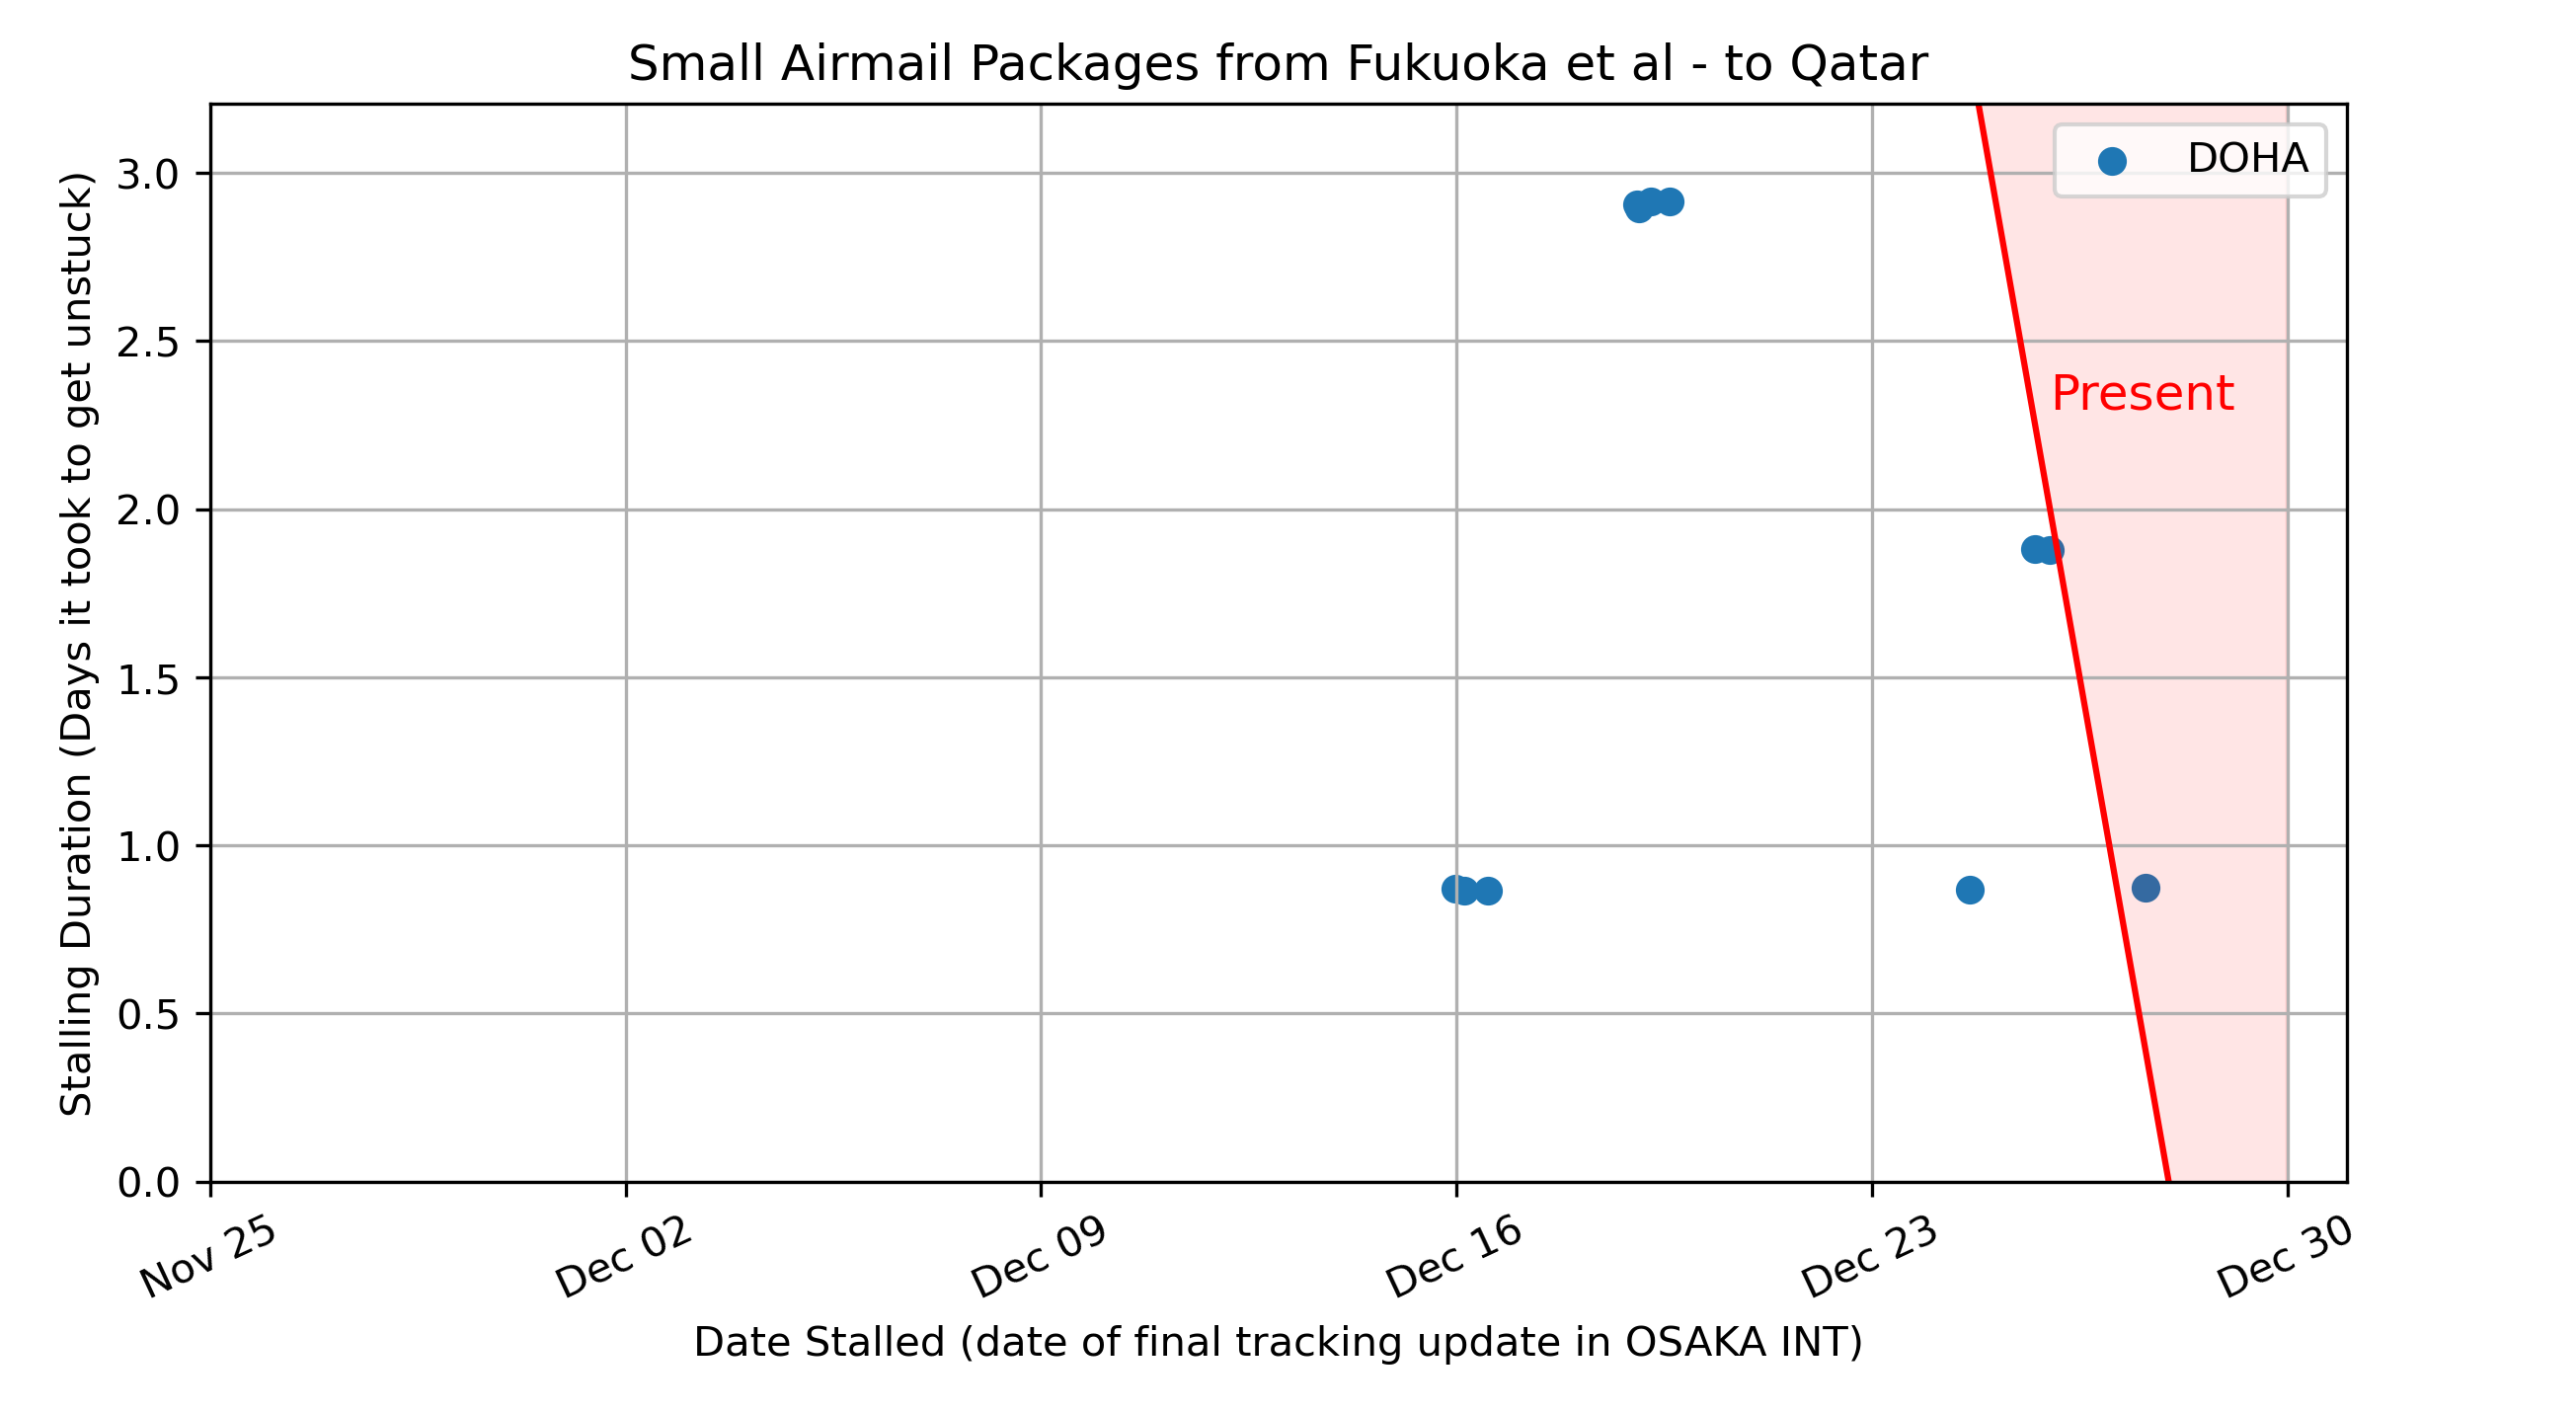 Small Airmail Packages from Fukuoka et al - to Qatar
DOHA
Present
Stalling Duration (Days it took to get unstuck)
3.0
2.5
2.0
1.5
1.0
0.5
0.0
Nov 25
Dec 02
Dec 09
Dec 16
Dec 23
Dec 30
Date Stalled (date of final tracking update in OSAKA INT)